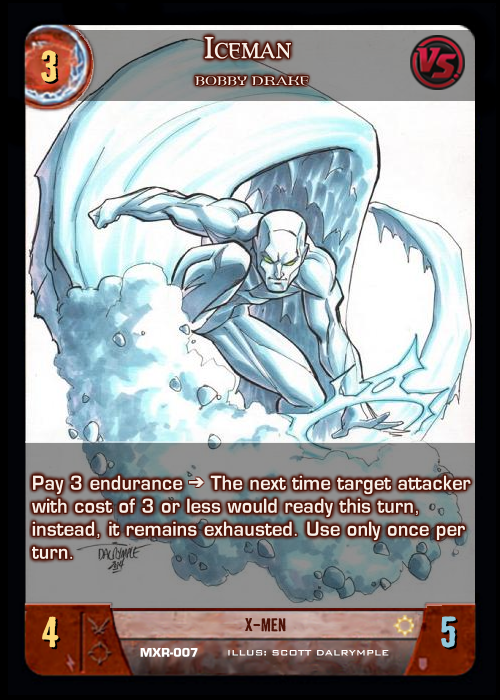 3
ICEMAN
VS
BOBBY DRAKE
Pay 3 endurance → The next time target attacker
with cost of 3 or less would ready this turn,
instead, it remains exhausted. Use only once per
turn.
DALRYMPLE
4
X-MEN
5
MXR-007 ILLUS: SCOTT DALRYMPLE